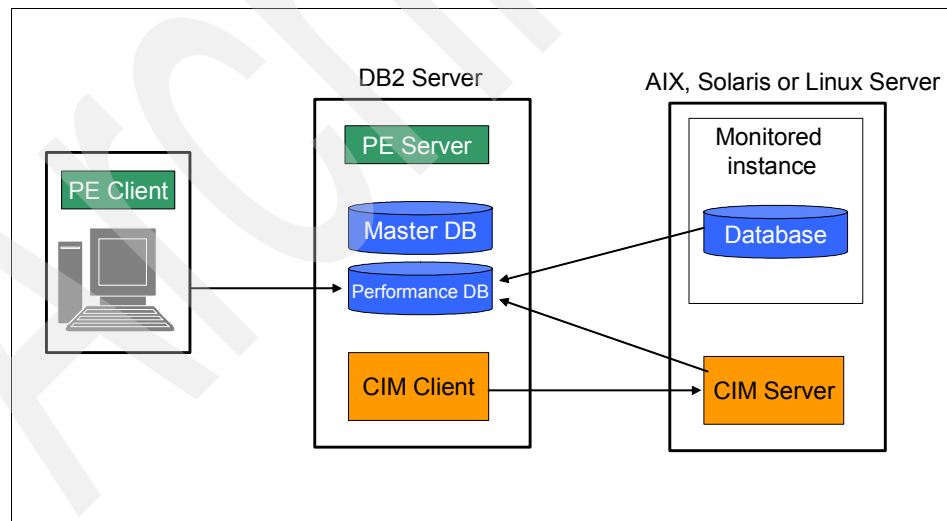 DB2 Server
AIX, Solaris or Linux Server
PE Client
PE Server
Master DB
Performance DB
CIM Client
Monitored
instance
Database
CIM Server